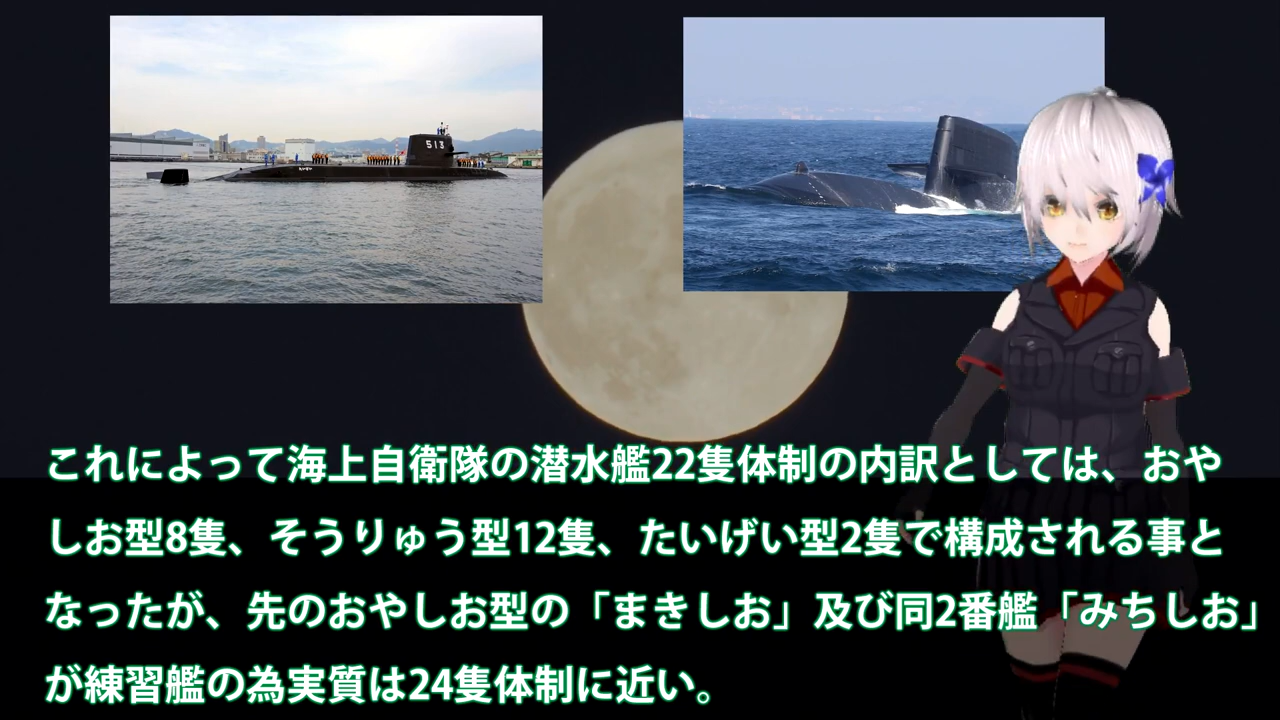 513
これによって海上自衛隊の潜水艦22隻体制の内訳としては、おや
しお型8隻、そうりゅう型12隻、たいげい型2隻で構成される事と
なったが、先のおやしお型の「まきしお」及び同2番艦「みちしお」
が練習艦の為実質は24隻体制に近い。